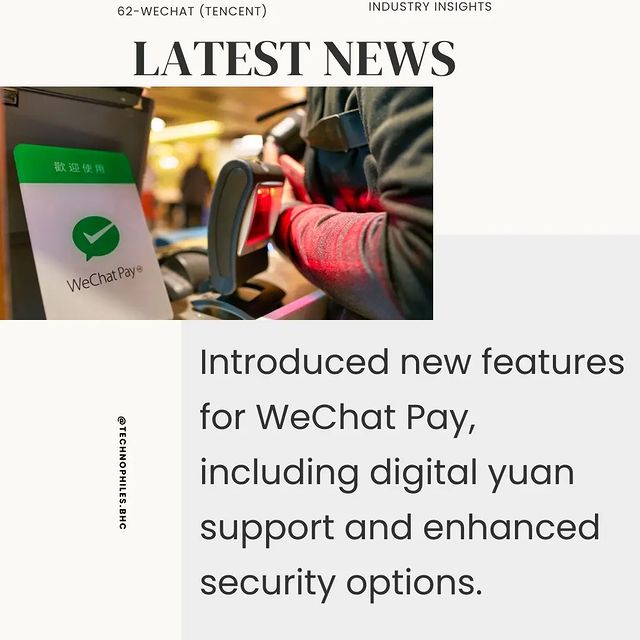 62-WECHAT (TENCENT)
INDUSTRY INSIGHTS
LATEST NEWS
歡迎使用
WeChat Pay
Introduced new features
for WeChat Pay,
including digital yuan
support and enhanced
security options.
@TECHNOPHILES.BHC